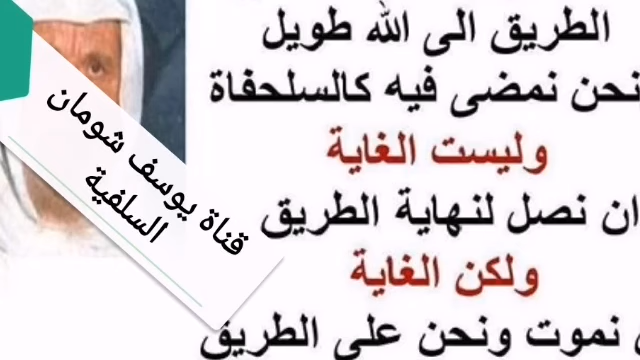 الطريق الى الله طويل
نحن نمضى فيه كالسلحفاة
وليست الغاية
ان نصل لنهاية الطريق
ولكن الغاية
نموت ونحن على الطريق
قناة يوسف شومان
السلفية